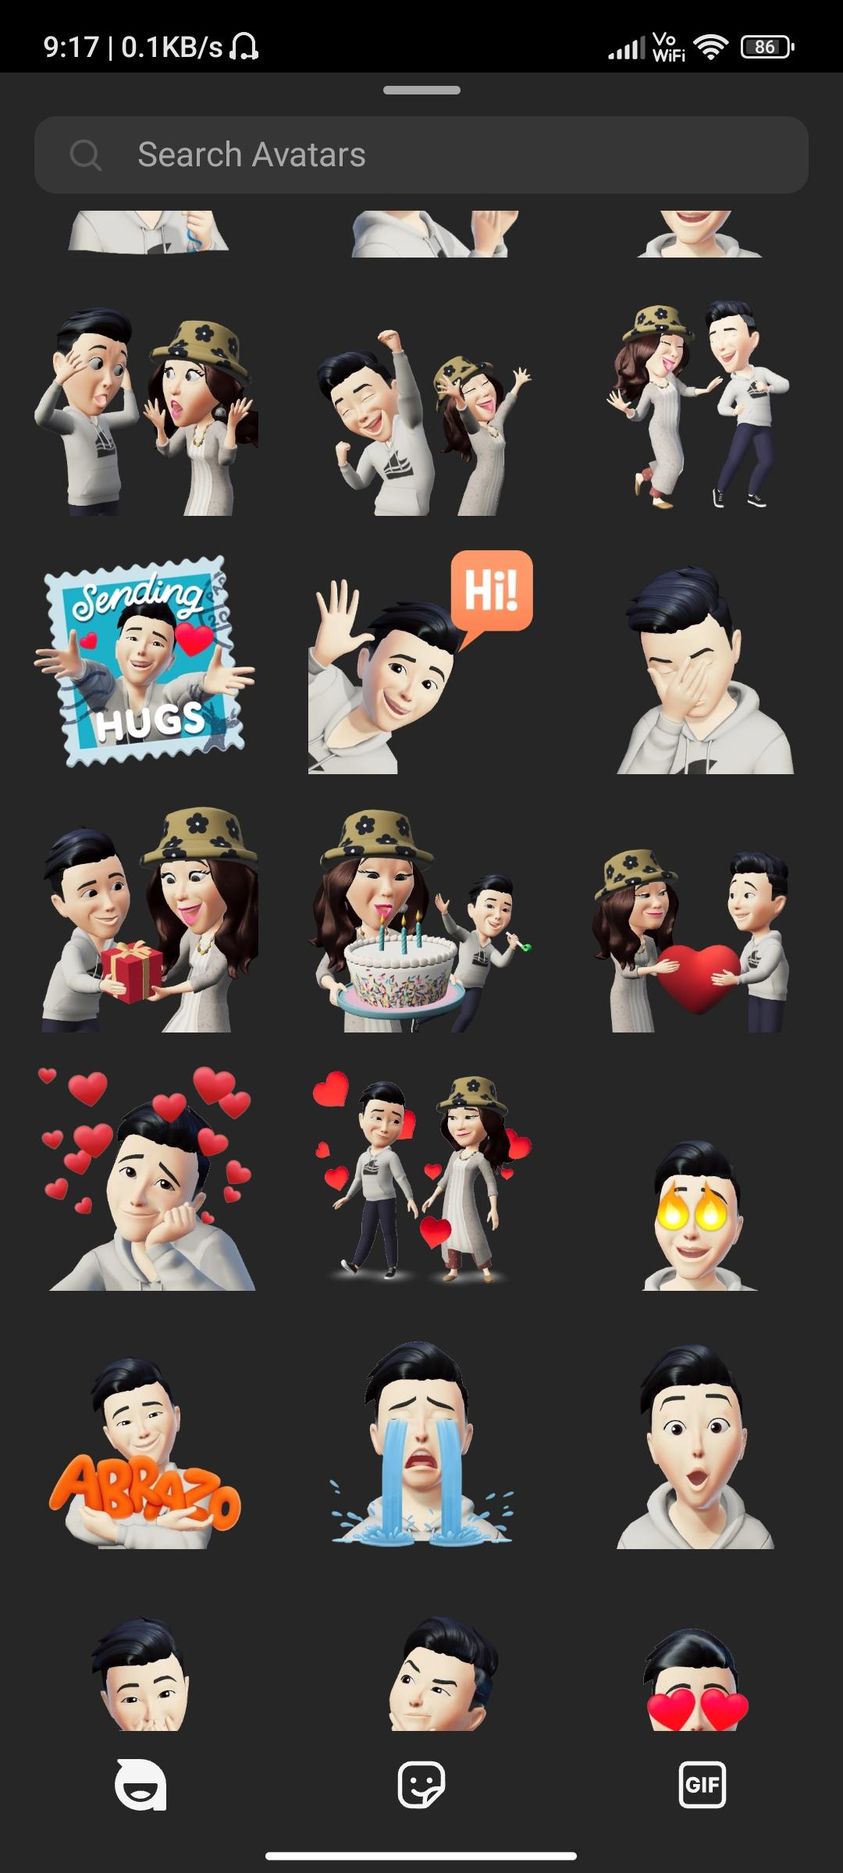 9:17 | 0.1KB/s
Vo
WiFi
86
Search Avatars
Sending
HUGS
Hi!
ABRAZO
GIF